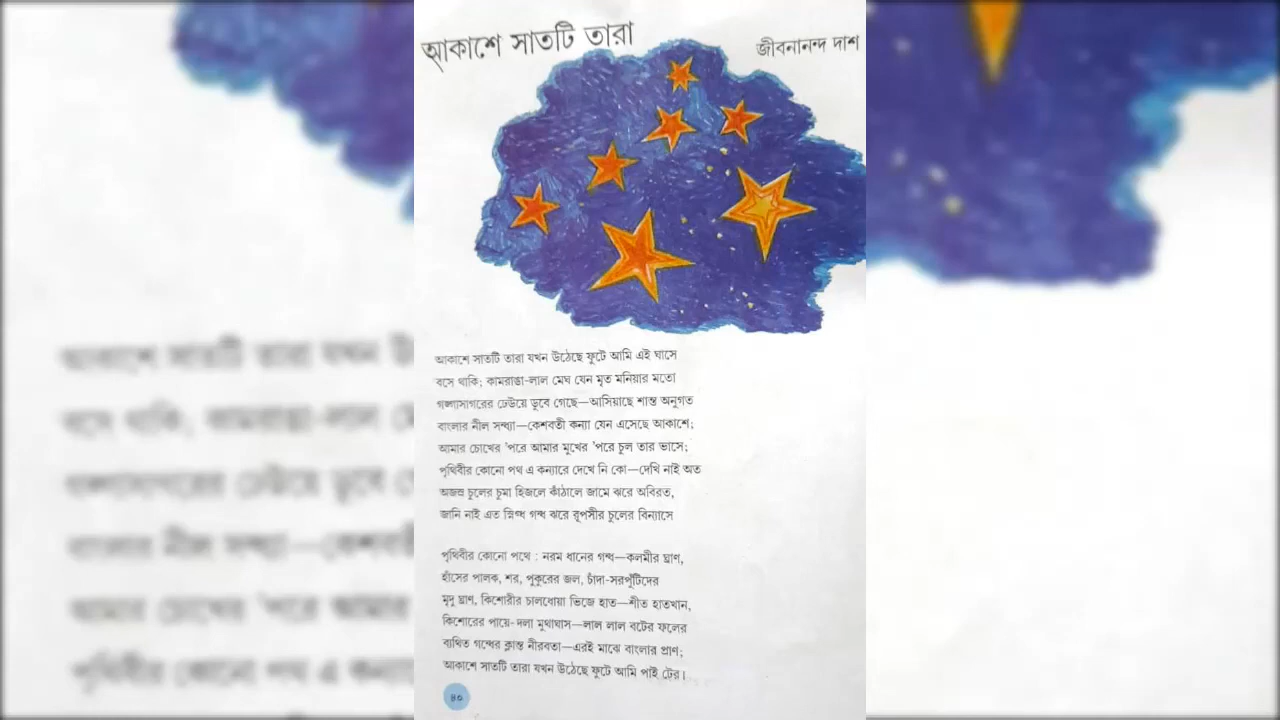 আকাশে সাতটি তারা
জীবনানন্দ দাশ
আকাশে সাতটি তারা যখন উঠেছে ফুটে আমি এই ঘাসে
বসে থাকি; কামরাঙা-লাল মেঘ যেন মৃত মনিয়ার মতো
গঙ্গাসাগরের ঢেউয়ে ডুবে গেছে—আসিয়াছে শান্ত অনুগত
বাংলার নীল সন্ধ্যা—কেশবতী কন্যা যেন এসেছে আকাশে;
আমার চোখের 'পরে আমার মুখের 'পরে চুল তার ভাসে;
পৃথিবীর কোনো পথ এ কন্যারে দেখে নি কো—দেখি নাই অত
অজস্র চুলের চুমা হিজলে কাঁঠালে জামে ঝরে অবিরত,
জানি নাই এত স্নিগ্ধ গন্ধ ঝরে রূপসীর চুলের বিন্যাসে
পৃথিবীর কোনো পথে : নরম ধানের গন্ধ—কলমীর ঘ্রাণ,
হাঁসের পালক, শর, পুকুরের জল, চাঁদা-সরপুঁটিদের
মৃদু ঘ্রাণ, কিশোরীর চালধোয়া ভিজে হাত—শীত হাতখান,
কিশোরের পায়ে-দলা মুথাঘাস—লাল লাল বটের ফলের
ব্যথিত গন্ধের ক্লান্ত নীরবতা—এরই মাঝে বাংলার প্রাণ;
আকাশে সাতটি তারা যখন উঠেছে ফুটে আমি পাই টের।
৪০